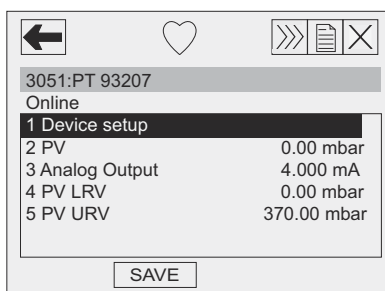 3051:PT 93207
Online
1 Device setup
2 PV 0.00 mbar
3 Analog Output 4.000 mA
4 PV LRV 0.00 mbar
5 PV URV 370.00 mbar
SAVE